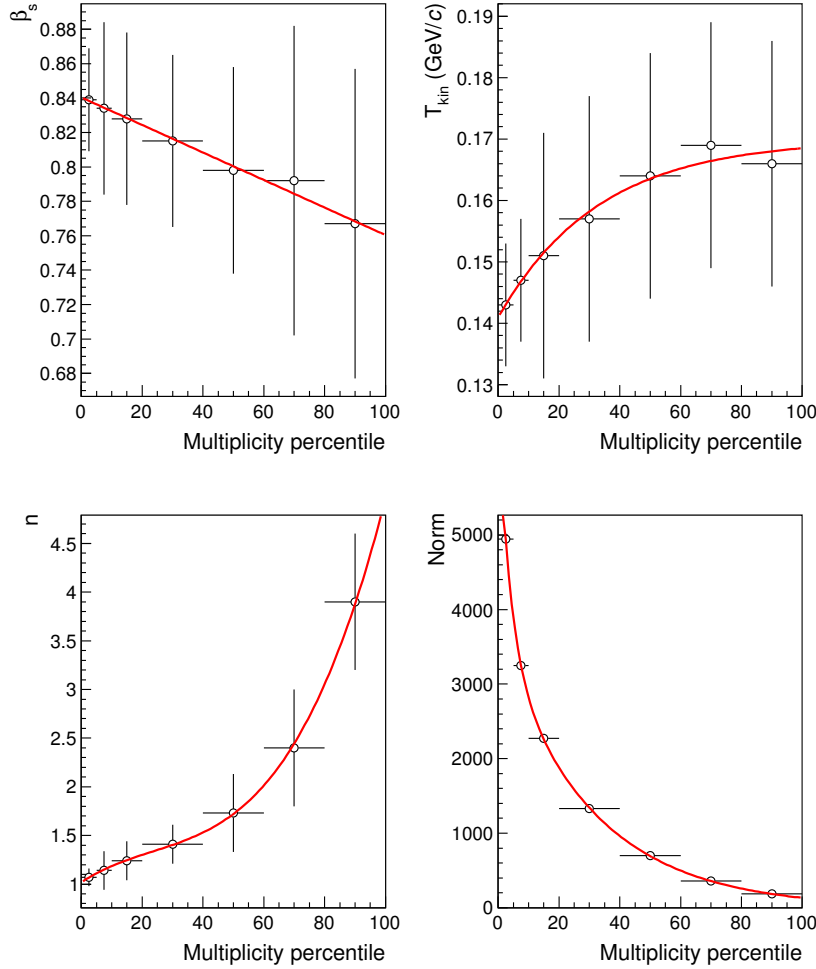 β_s
0.88
0.86
0.84
0.82
0.8
0.78
0.76
0.74
0.72
0.7
0.68
0 20 40 60 80 100
Multiplicity percentile
T_kin (GeV/c)
0.19
0.18
0.17
0.16
0.15
0.14
0.13
0 20 40 60 80 100
Multiplicity percentile
n
4.5
4
3.5
3
2.5
2
1.5
1
0 20 40 60 80 100
Multiplicity percentile
Norm
5000
4000
3000
2000
1000
0
0 20 40 60 80 100
Multiplicity percentile